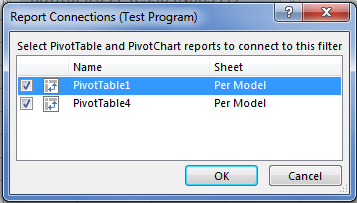 Report Connections (Test Program)
Select PivotTable and PivotChart reports to connect to this filter
Name Sheet
PivotTable1 Per Model
PivotTable4 Per Model
OK Cancel